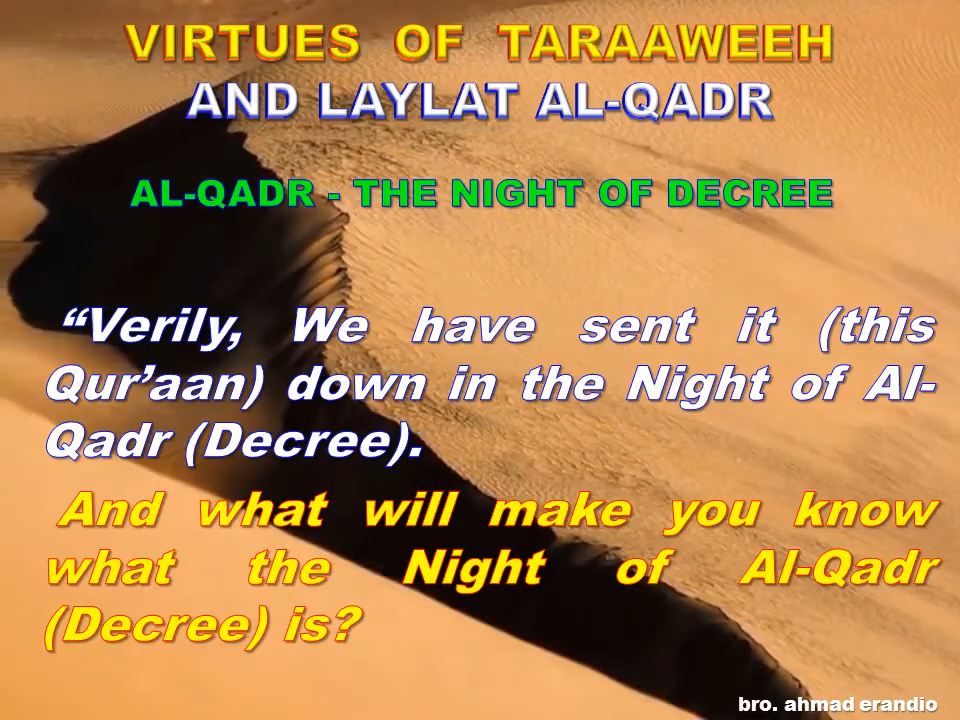 VIRTUES OF TARAAWEEH
AND LAYLAT AL-QADR
AL-QADR - THE NIGHT OF DECREE
“Verily, We have sent it (this
Qur’aan) down in the Night of Al-
Qadr (Decree).
And what will make you know
what the Night of Al-Qadr
(Decree) is?
bro. ahmad erandio